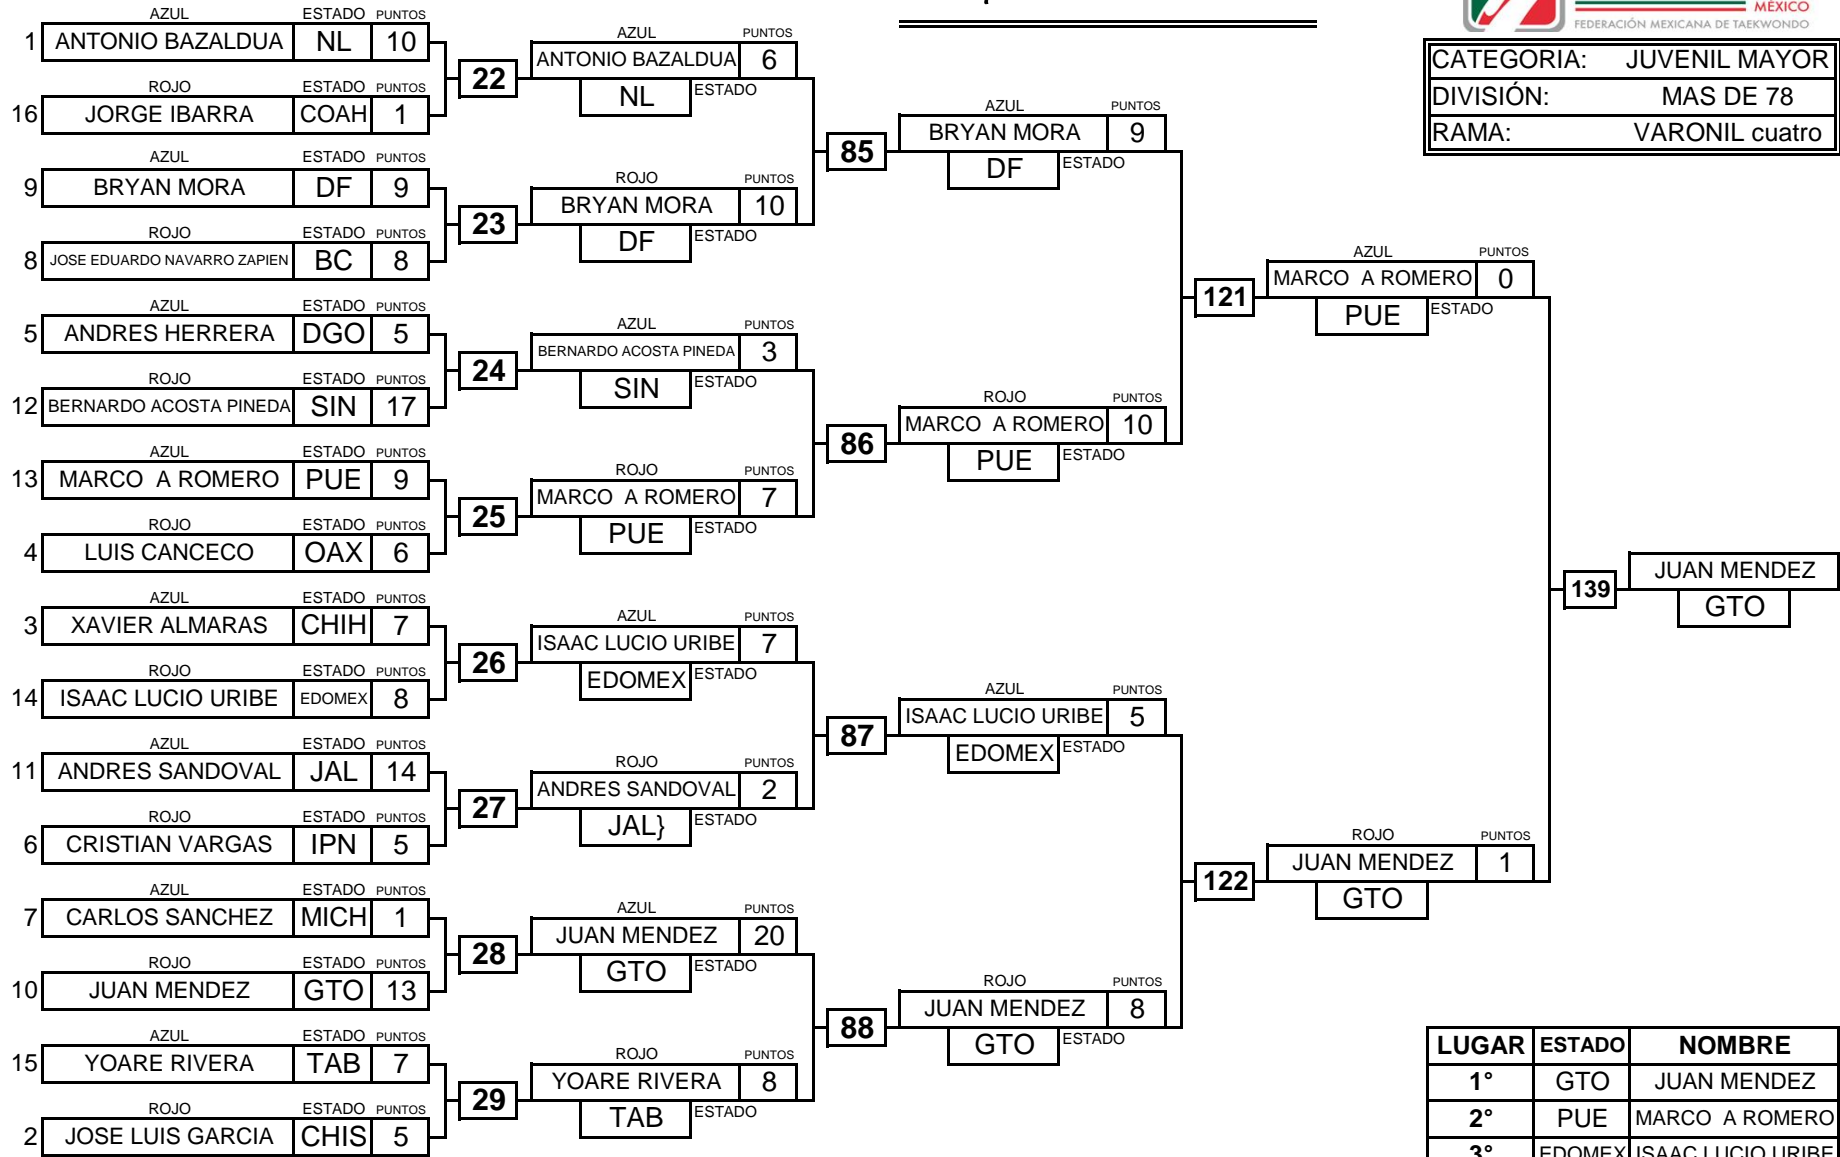 MÉXICO
FEDERACIÓN MEXICANA DE TAEKWONDO
CATEGORIA: JUVENIL MAYOR
DIVISIÓN: MAS DE 78
RAMA: VARONIL cuatro
AZUL ESTADO PUNTOS
1 ANTONIO BAZALDUA NL 10
ROJO ESTADO PUNTOS
16 JORGE IBARRA COAH 1
AZUL ESTADO PUNTOS
9 BRYAN MORA DF 9
ROJO ESTADO PUNTOS
8 JOSE EDUARDO NAVARRO ZAPIEN BC 8
AZUL ESTADO PUNTOS
5 ANDRES HERRERA DGO 5
ROJO ESTADO PUNTOS
12 BERNARDO ACOSTA PINEDA SIN 17
AZUL ESTADO PUNTOS
13 MARCO A ROMERO PUE 9
ROJO ESTADO PUNTOS
4 LUIS CANCECO OAX 6
AZUL ESTADO PUNTOS
3 XAVIER ALMARAS CHIH 7
ROJO ESTADO PUNTOS
14 ISAAC LUCIO URIBE EDOMEX 8
AZUL ESTADO PUNTOS
11 ANDRES SANDOVAL JAL 14
ROJO ESTADO PUNTOS
6 CRISTIAN VARGAS IPN 5
AZUL ESTADO PUNTOS
7 CARLOS SANCHEZ MICH 1
ROJO ESTADO PUNTOS
10 JUAN MENDEZ GTO 13
AZUL ESTADO PUNTOS
15 YOARE RIVERA TAB 7
ROJO ESTADO PUNTOS
2 JOSE LUIS GARCIA CHIS 5
22
23
24
25
26
27
28
29
AZUL PUNTOS
ANTONIO BAZALDUA 6
NL ESTADO
ROJO PUNTOS
BRYAN MORA 10
DF ESTADO
AZUL PUNTOS
BERNARDO ACOSTA PINEDA 3
SIN ESTADO
ROJO PUNTOS
MARCO A ROMERO 7
PUE ESTADO
AZUL PUNTOS
ISAAC LUCIO URIBE 7
EDOMEX ESTADO
ROJO PUNTOS
ANDRES SANDOVAL 2
JAL} ESTADO
AZUL PUNTOS
JUAN MENDEZ 20
GTO ESTADO
ROJO PUNTOS
YOARE RIVERA 8
TAB ESTADO
85
86
87
88
AZUL PUNTOS
BRYAN MORA 9
DF ESTADO
ROJO PUNTOS
MARCO A ROMERO 10
PUE ESTADO
AZUL PUNTOS
ISAAC LUCIO URIBE 5
EDOMEX ESTADO
ROJO PUNTOS
JUAN MENDEZ 8
GTO ESTADO
121
122
AZUL PUNTOS
MARCO A ROMERO 0
PUE ESTADO
ROJO PUNTOS
JUAN MENDEZ 1
GTO
139
JUAN MENDEZ
GTO
LUGAR ESTADO NOMBRE
1° GTO JUAN MENDEZ
2° PUE MARCO A ROMERO
3° EDOMEX ISAAC LUCIO URIBE